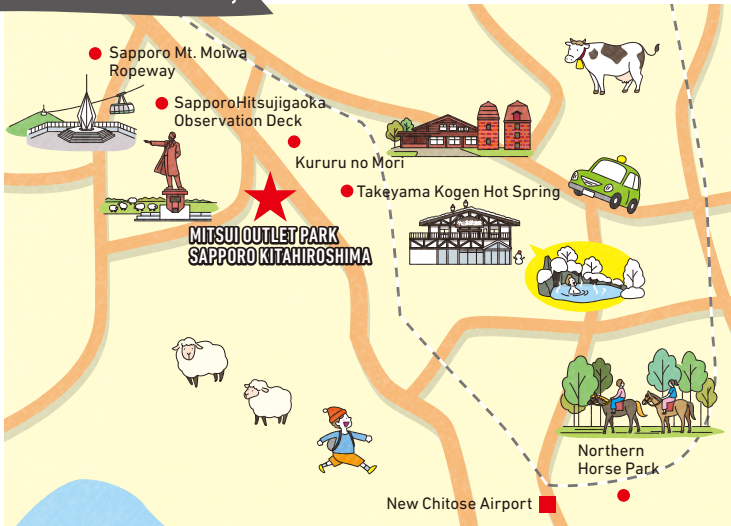 Sapporo Mt. Moiwa
Ropeway
SapporoHitsujigaoka
Observation Deck
Kururu no Mori
Takeyama Kogen Hot Spring
MITSUI OUTLET PARK
SAPPORO KITAHIROSHIMA
Northern
Horse Park
New Chitose Airport